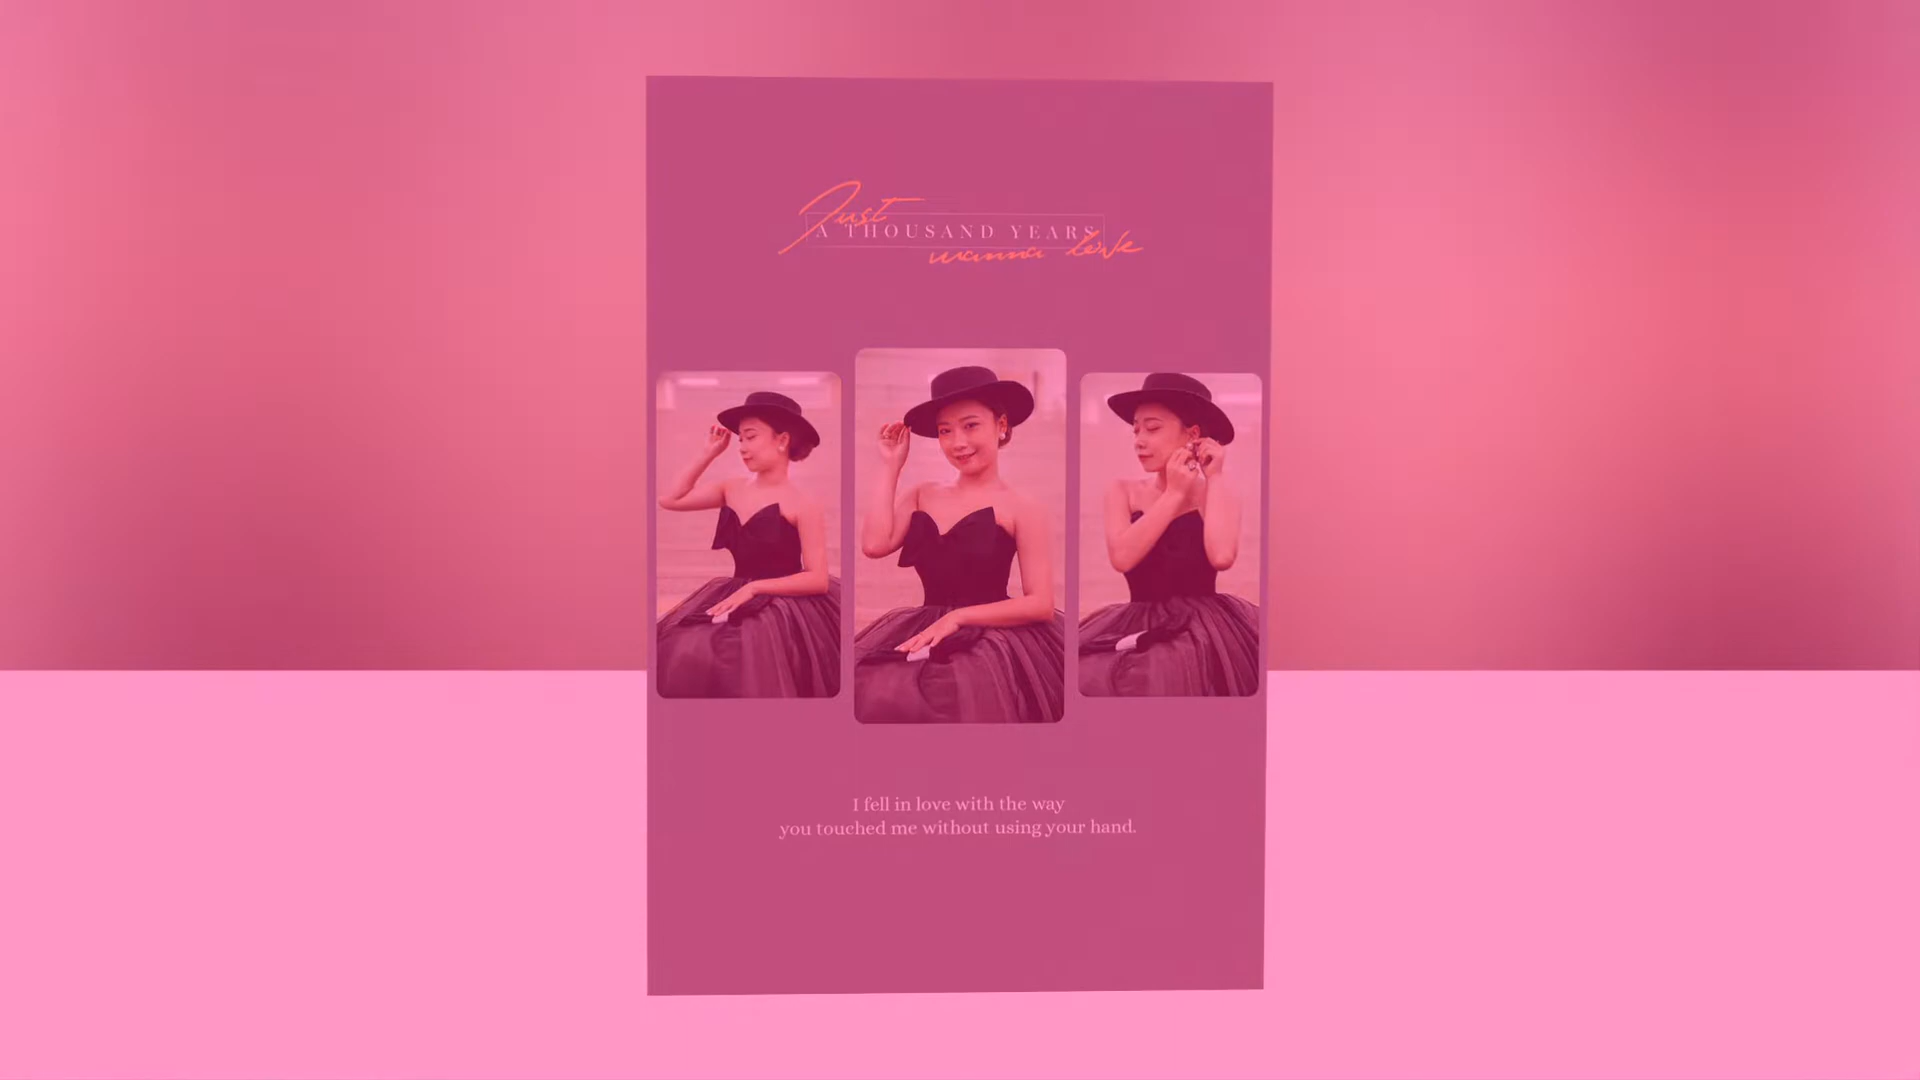 Just
A THOUSAND YEARS
wanna love
I fell in love with the way
you touched me without using your hand.